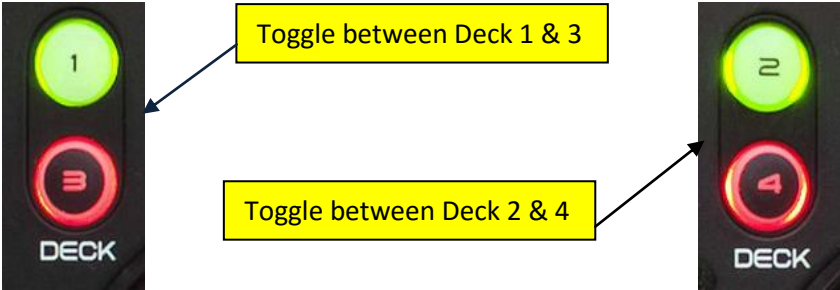 1
3
DECK
Toggle between Deck 1 & 3
Toggle between Deck 2 & 4
2
4
DECK